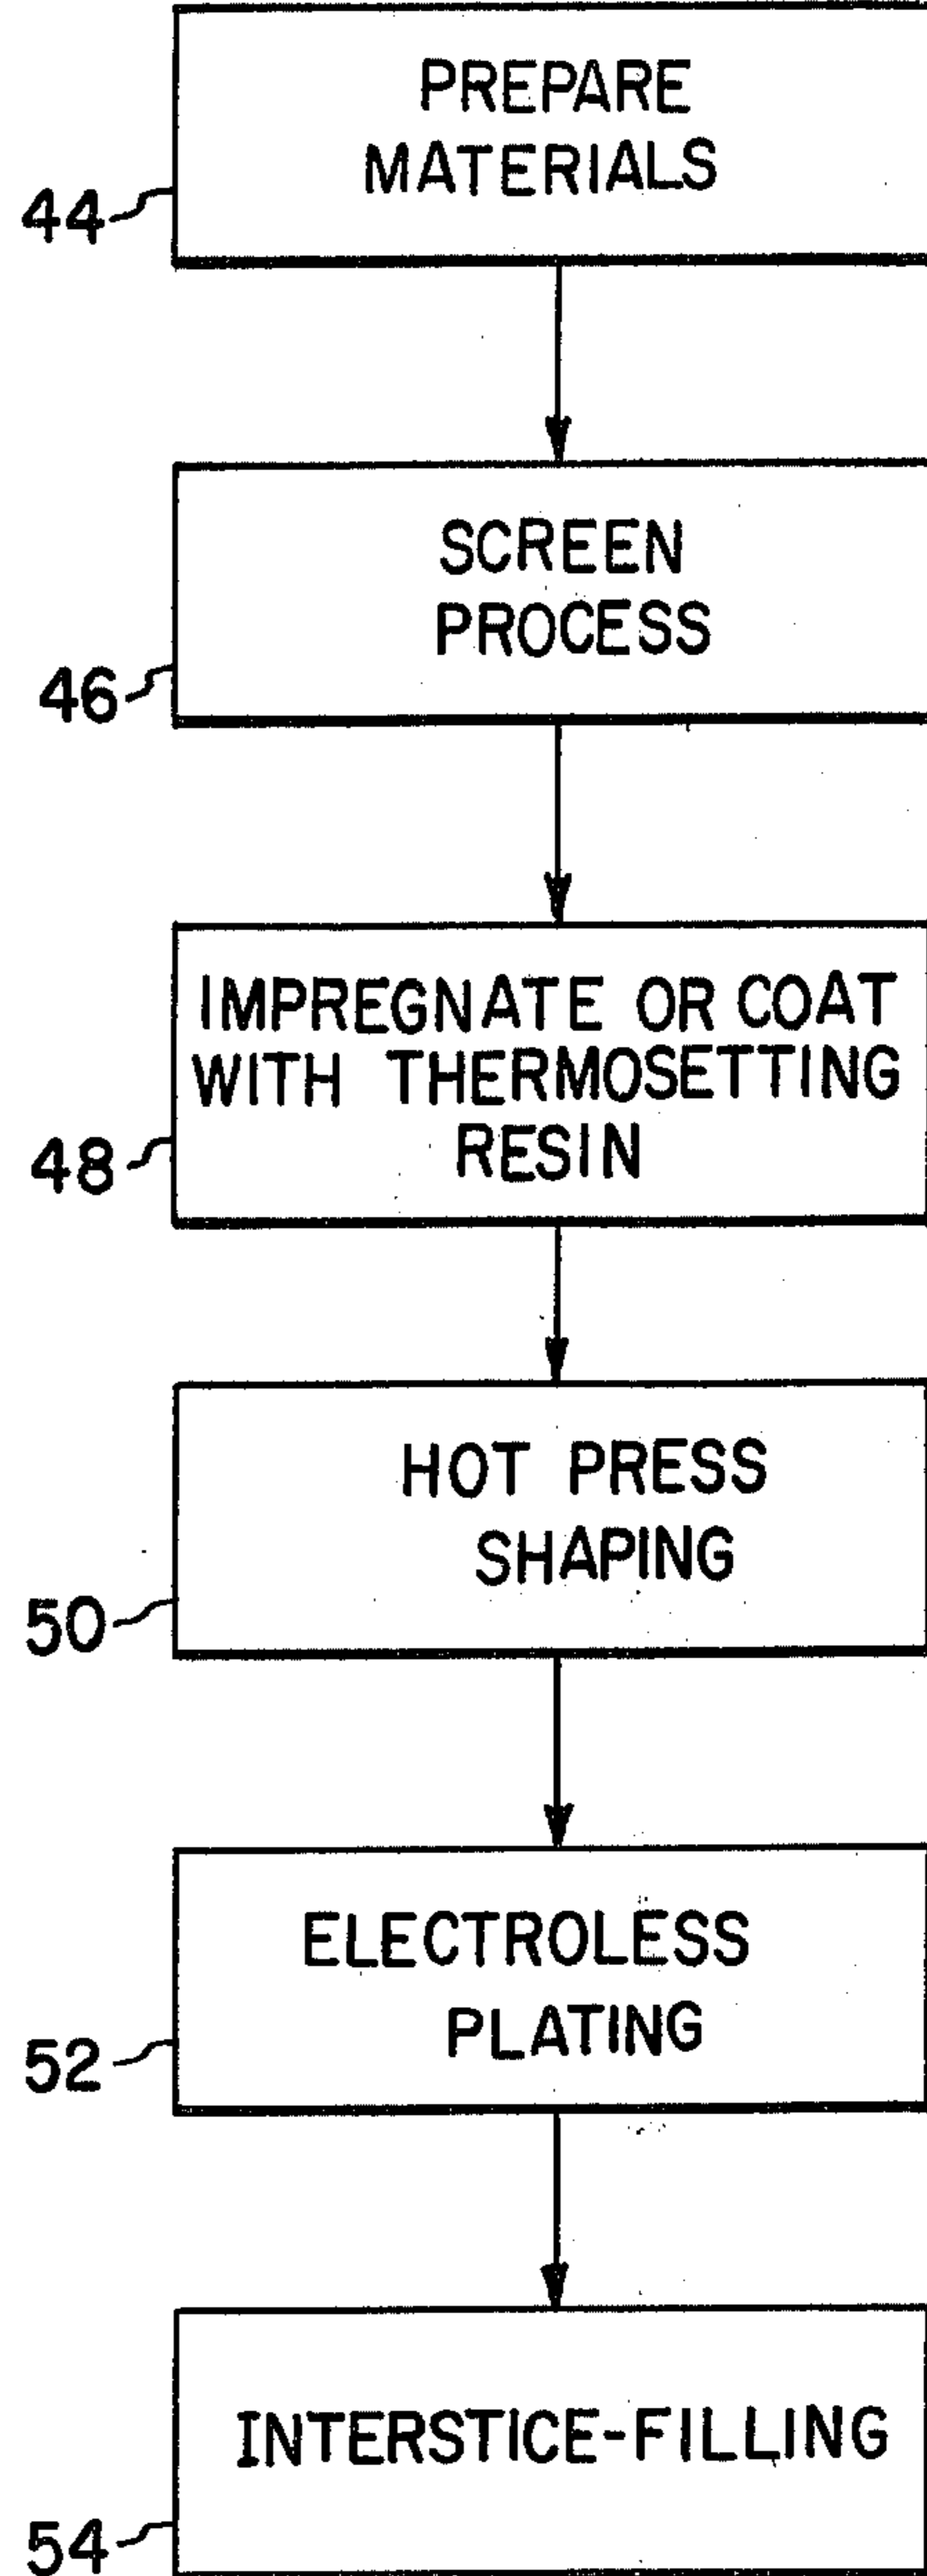 PREPARE
MATERIALS
44
SCREEN
PROCESS
46
IMPREGNATE OR COAT
WITH THERMOSETTING
RESIN
48
HOT PRESS
SHAPING
50
ELECTROLESS
PLATING
52
INTERSTICE-FILLING
54